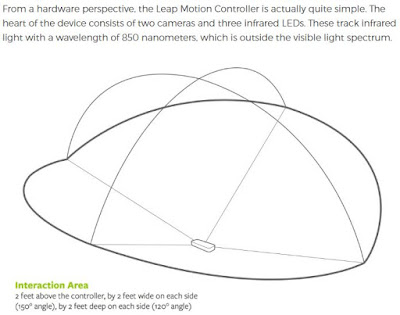 From a hardware perspective, the Leap Motion Controller is actually quite simple. The
heart of the device consists of two cameras and three infrared LEDs. These track infrared
light with a wavelength of 850 nanometers, which is outside the visible light spectrum.
Interaction Area
2 feet above the controller, by 2 feet wide on each side
(150° angle), by 2 feet deep on each side (120° angle)